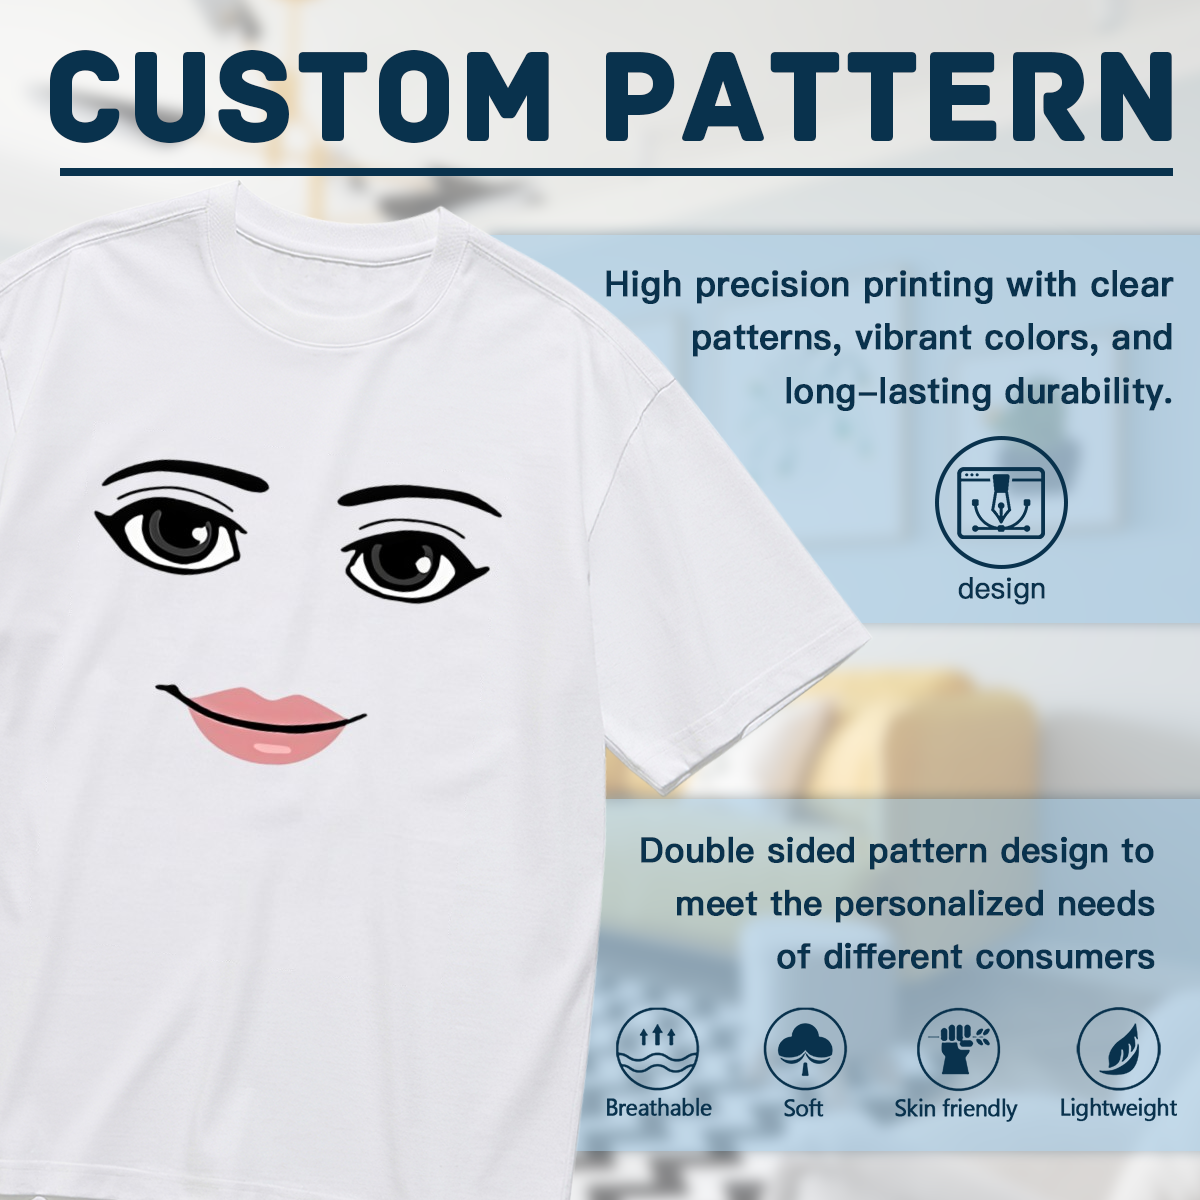 CUSTOM PATTERN
High precision printing with clear
patterns, vibrant colors, and
long-lasting durability.
design
Double sided pattern design to
meet the personalized needs
of different consumers
Breathable
Soft
Skin friendly
Lightweight